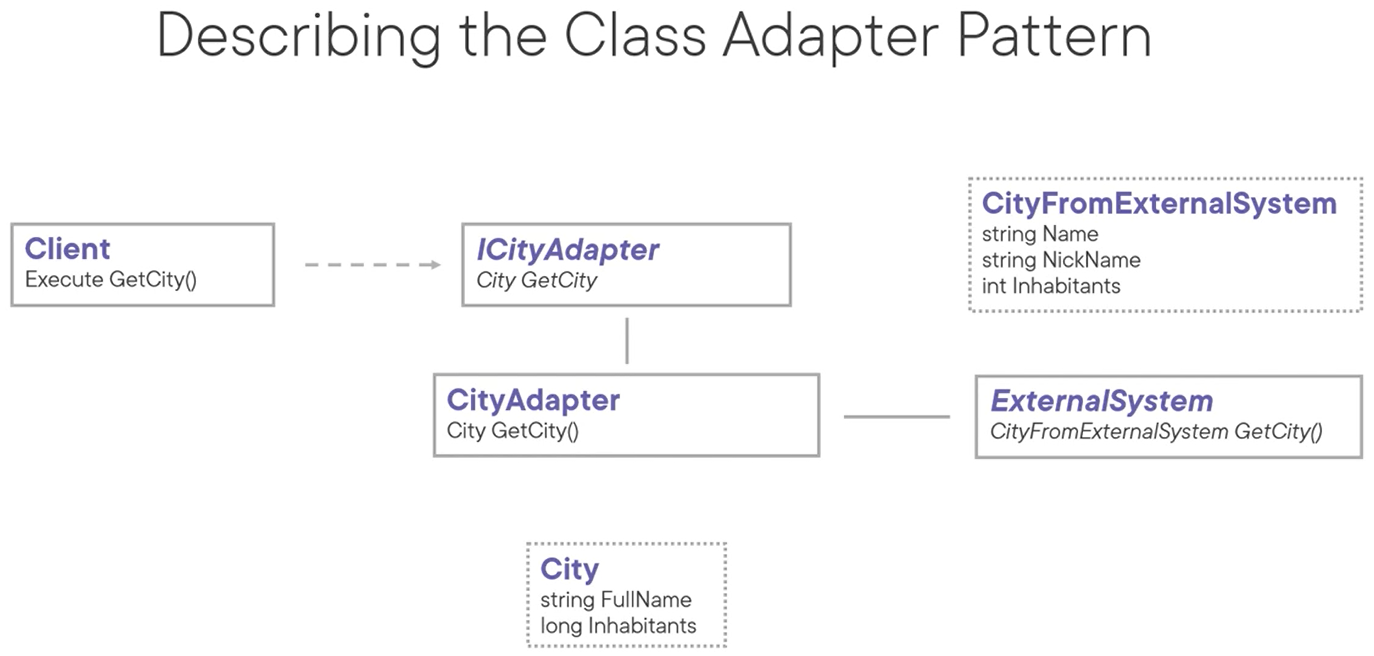 Describing the Class Adapter Pattern
Client
Execute GetCity()
ICityAdapter
City GetCity
CityFromExternalSystem
string Name
string NickName
int Inhabitants
CityAdapter
City GetCity()
ExternalSystem
CityFromExternalSystem GetCity()
City
string FullName
long Inhabitants